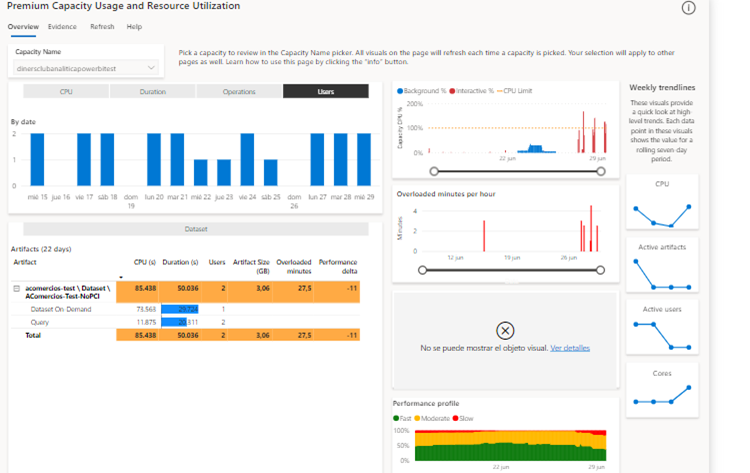 Premium Capacity Usage and Resource Utilization
Overview Evidence Refresh Help
Capacity Name
dinersclubanaliticapowerbitest
Pick a capacity to review in the Capacity Name picker. All visuals on the page will refresh each time a capacity is picked. Your selection will apply to other
pages as well. Learn how to use this page by clicking the "info" button.
CPU Duration Operations Users
By date
2
1
0
mié 15 jue 16 vie 17 sáb 18 dom 19 lun 20 mar 21 mié 22 jue 23 vie 24 sáb 25 dom 26 lun 27 mar 28 mié 29
Dataset
Artifacts (22 days)
Artifact CPU (s) Duration (s) Users Artifact Size (GB) Overloaded minutes Performance delta
acomercios-test \ Dataset \ AComercios-Test-NoPCI 85.438 50.036 2 3,06 27,5 -11
Dataset On Demand 73.563 1
Query 11.875 2
Total 85.438 50.036 2 3,06 27,5 -11
Background % Interactive % CPU Limit
Capacity CPU %
200%
100%
0%
22 jun 29 jun
Overloaded minutes per hour
Minutes
4
2
0
12 jun 19 jun 26 jun
No se puede mostrar el objeto visual. Ver detalles
Performance profile
Fast Moderate Slow
100%
50%
0%
22 jun 29 jun
Weekly trendlines
These visuals provide
a quick look at high-
level trends. Each data
point in these visuals
shows the value for a
rolling seven-day
period.
CPU
Active artifacts
Active users
Cores